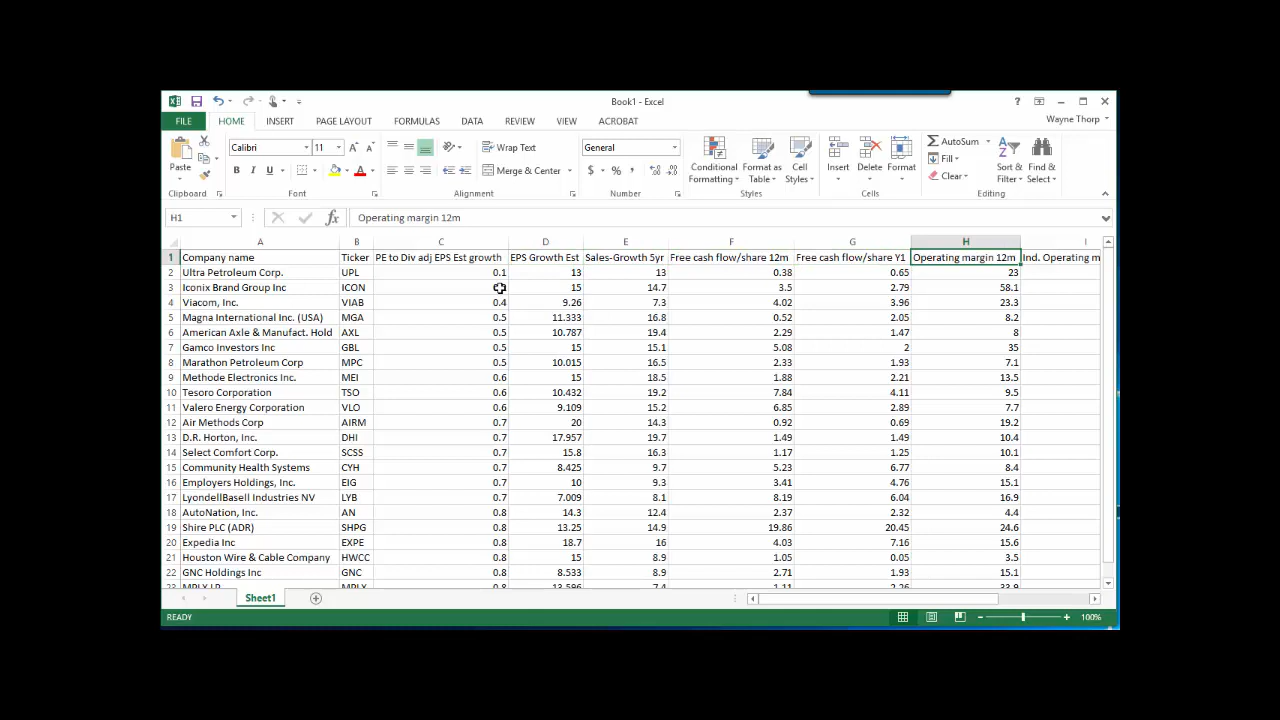 Book1 - Excel
?
Wayne Thorp
FILE HOME INSERT PAGE LAYOUT FORMULAS DATA REVIEW VIEW ACROBAT
Paste
Clipboard
Calibri 11
B I U A
Font
Wrap Text
Merge & Center
Alignment
General
$ % ,
Number
Conditional Formatting
Format as Table
Cell Styles
Styles
Insert Delete Format
Cells
AutoSum
Fill
Clear
Sort & Filter
Find & Select
Editing
H1 fx Operating margin 12m
A B C D E F G H I
1 Company name Ticker PE to Div adj EPS Est growth EPS Growth Est Sales-Growth 5yr Free cash flow/share 12m Free cash flow/share Y1 Operating margin 12m Ind. Operating m
2 Ultra Petroleum Corp. UPL 0.1 13 13 0.38 0.65 23
3 Iconix Brand Group Inc ICON 15 14.7 3.5 2.79 58.1
4 Viacom, Inc. VIAB 0.4 9.26 7.3 4.02 3.96 23.3
5 Magna International Inc. (USA) MGA 0.5 11.333 16.8 0.52 2.05 8.2
6 American Axle & Manufact. Hold AXL 0.5 10.787 19.4 2.29 1.47 8
7 Gamco Investors Inc GBL 0.5 15 15.1 5.08 2 35
8 Marathon Petroleum Corp MPC 0.5 10.015 16.5 2.33 1.93 7.1
9 Methode Electronics Inc. MEI 0.6 15 18.5 1.88 2.21 13.5
10 Tesoro Corporation TSO 0.6 10.432 19.2 7.84 4.11 9.5
11 Valero Energy Corporation VLO 0.6 9.109 15.2 6.85 2.89 7.7
12 Air Methods Corp AIRM 0.7 20 14.3 0.92 0.69 19.2
13 D.R. Horton, Inc. DHI 0.7 17.957 19.7 1.49 1.49 10.4
14 Select Comfort Corp. SCSS 0.7 15.8 16.3 1.17 1.25 10.1
15 Community Health Systems CYH 0.7 8.425 9.7 5.23 6.77 8.4
16 Employers Holdings, Inc. EIG 0.7 10 9.3 3.41 4.76 15.1
17 LyondellBasell Industries NV LYB 0.7 7.009 8.1 8.19 6.04 16.9
18 AutoNation, Inc. AN 0.8 14.3 12.4 2.37 2.32 4.4
19 Shire PLC (ADR) SHPG 0.8 13.25 14.9 19.86 20.45 24.6
20 Expedia Inc EXPE 0.8 18.7 16 4.03 7.16 15.6
21 Houston Wire & Cable Company HWCC 0.8 15 8.9 1.05 0.05 3.5
22 GNC Holdings Inc GNC 0.8 8.533 8.9 2.71 1.93 15.1
23 MPLX LP MPLX 0.8 13.596 7.4 1.11 2.26
Sheet1
READY 100%